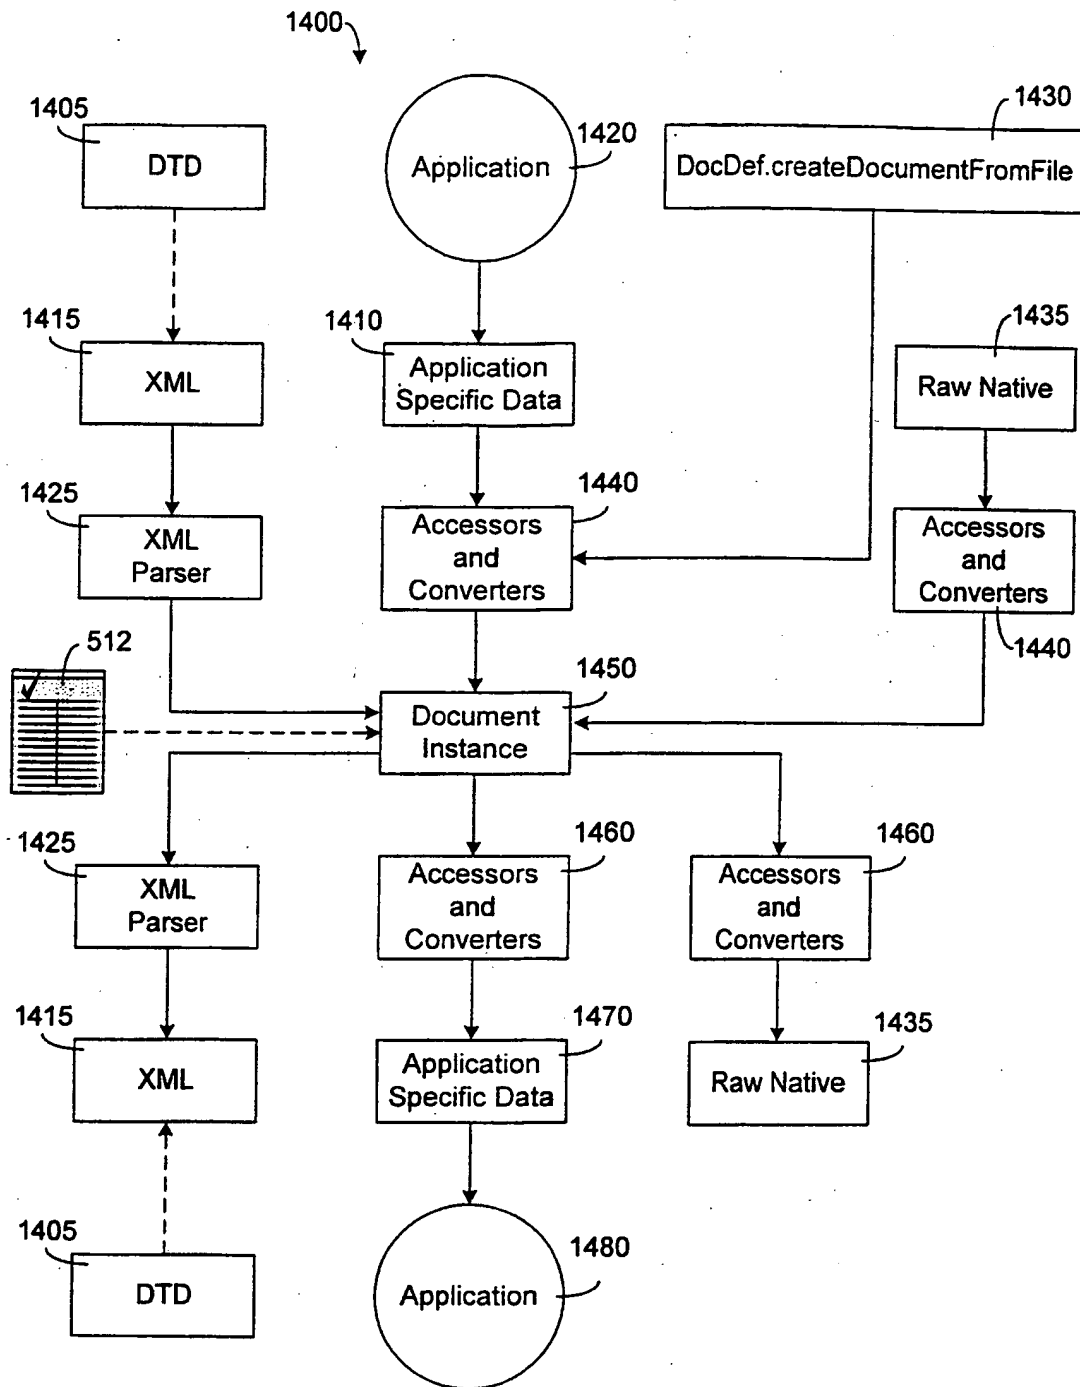 1400
1405
DTD
1420
Application
1430
DocDef.createDocumentFromFile
1415
XML
1410
Application
Specific Data
1435
Raw Native
1425
XML
Parser
1440
Accessors
and
Converters
Accessors
and
Converters
1440
512
1450
Document
Instance
1425
XML
Parser
1460
Accessors
and
Converters
1460
Accessors
and
Converters
1415
XML
1470
Application
Specific Data
1435
Raw Native
1405
DTD
1480
Application